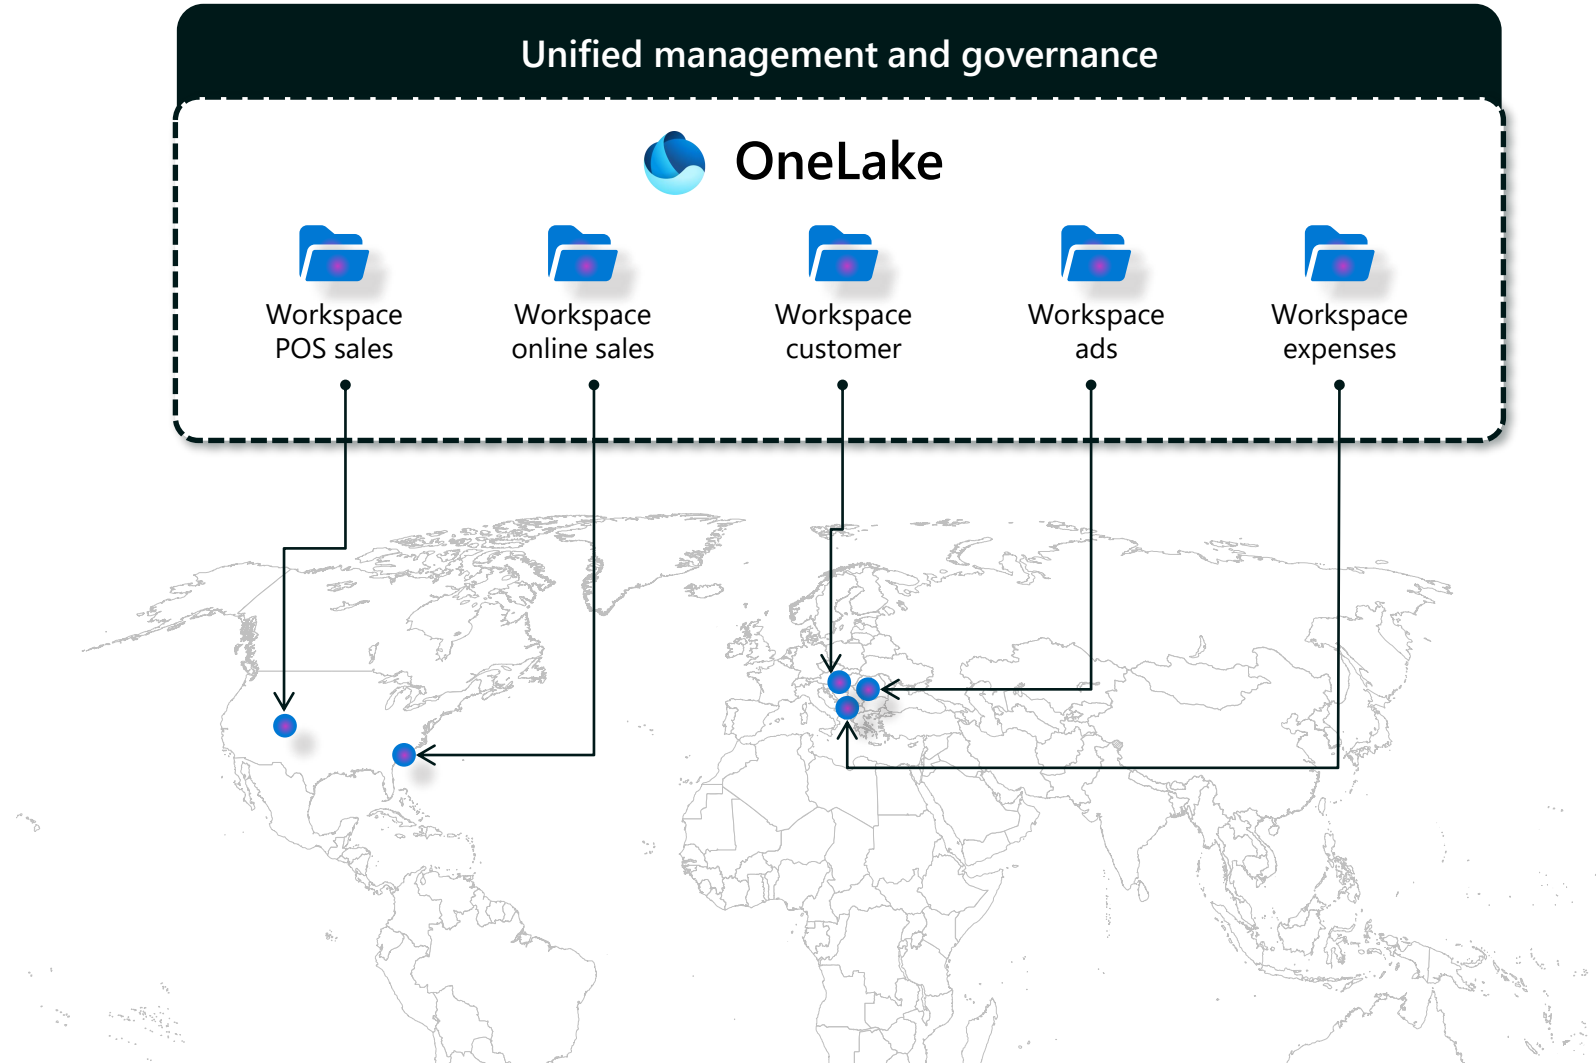 Unified management and governance
OneLake
Workspace
POS sales
Workspace
online sales
Workspace
customer
Workspace
ads
Workspace
expenses